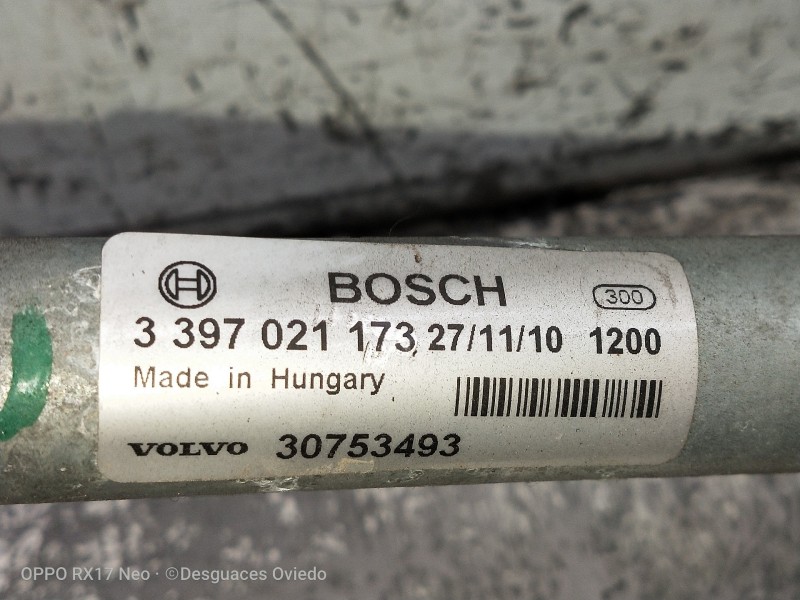 BOSCH 300
3 397 021 173 27/11/10 1200
Made in Hungary
VOLVO 30753493
OPPO RX17 Neo · ©Desguaces Oviedo